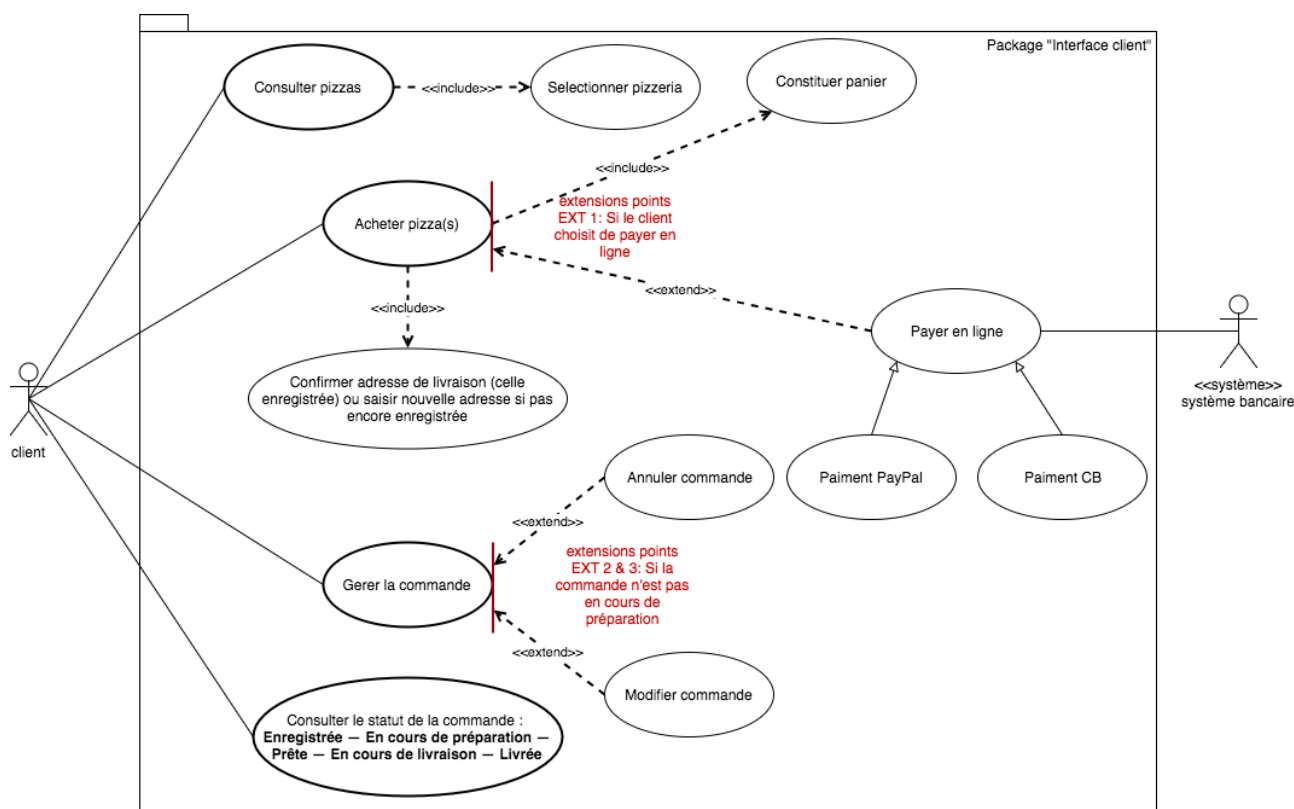 Package "Interface client"
Consulter pizzas
<<include>>
Selectionner pizzeria
Constituer panier
<<include>>
Acheter pizza(s)
extensions points
EXT 1: Si le client
choisit de payer en
ligne
<<extend>>
<<include>>
Payer en ligne
<<système>>
système bancaire
Confirmer adresse de livraison (celle
enregistrée) ou saisir nouvelle adresse si pas
encore enregistrée
client
Annuler commande
Paiment PayPal
Paiment CB
<<extend>>
Gerer la commande
extensions points
EXT 2 & 3: Si la
commande n'est pas
en cours de
préparation
<<extend>>
Modifier commande
Consulter le statut de la commande :
Enregistrée — En cours de préparation —
Prête — En cours de livraison — Livrée